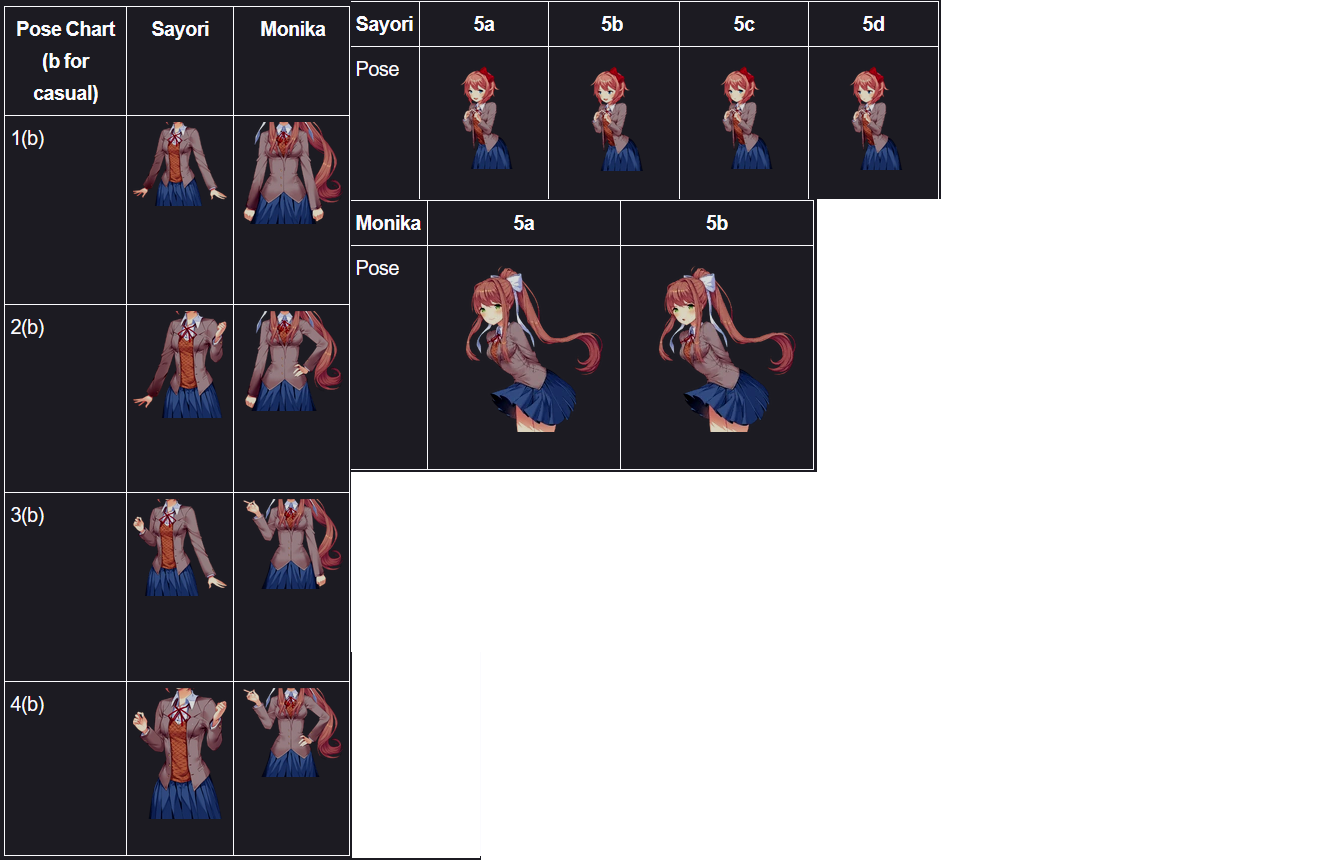 Pose Chart
(b for
casual)
Sayori
Monika
1(b)
2(b)
3(b)
4(b)
Sayori
5a
5b
5c
5d
Pose
Monika
5a
5b
Pose